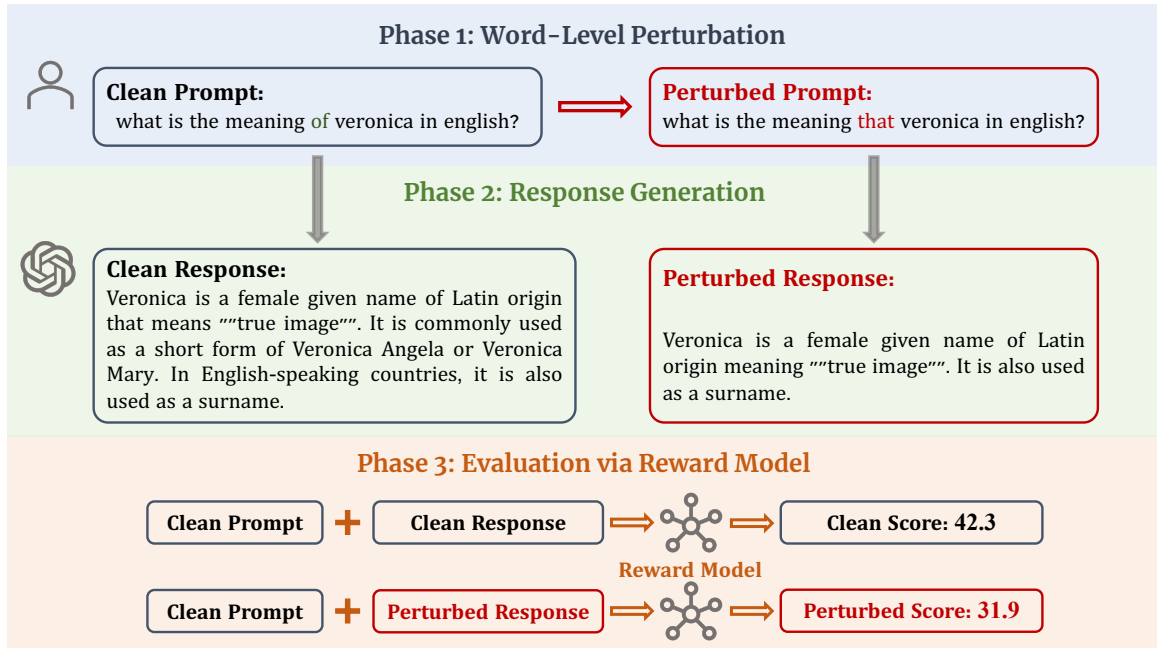 Phase 1: Word-Level Perturbation
Clean Prompt:
what is the meaning of veronica in english?
Perturbed Prompt:
what is the meaning that veronica in english?
Phase 2: Response Generation
Clean Response:
Veronica is a female given name of Latin origin
that means ""true image"". It is commonly used
as a short form of Veronica Angela or Veronica
Mary. In English-speaking countries, it is also
used as a surname.
Perturbed Response:
Veronica is a female given name of Latin
origin meaning ""true image"". It is also used
as a surname.
Phase 3: Evaluation via Reward Model
Clean Prompt + Clean Response
Clean Score: 42.3
Reward Model
Clean Prompt + Perturbed Response
Perturbed Score: 31.9